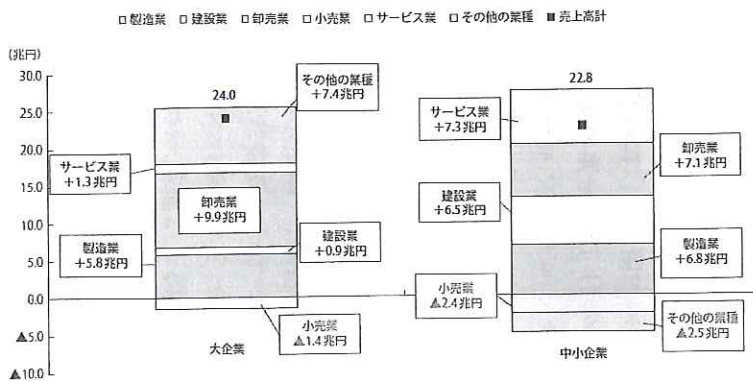 □製造業 □建設業 □卸売業 □小売業 □サービス業 □その他の業種 ■売上高計
(兆円)
30.0
25.0
20.0
15.0
10.0
5.0
0.0
▲5.0
▲10.0
24.0
その他の業種
+7.4兆円
サービス業
+1.3兆円
卸売業
+9.9兆円
製造業
+5.8兆円
建設業
+0.9兆円
小売業
▲1.4兆円
大企業
22.8
サービス業
+7.3兆円
卸売業
+7.1兆円
建設業
+6.5兆円
製造業
+6.8兆円
小売業
▲2.4兆円
その他の業種
▲2.5兆円
中小企業